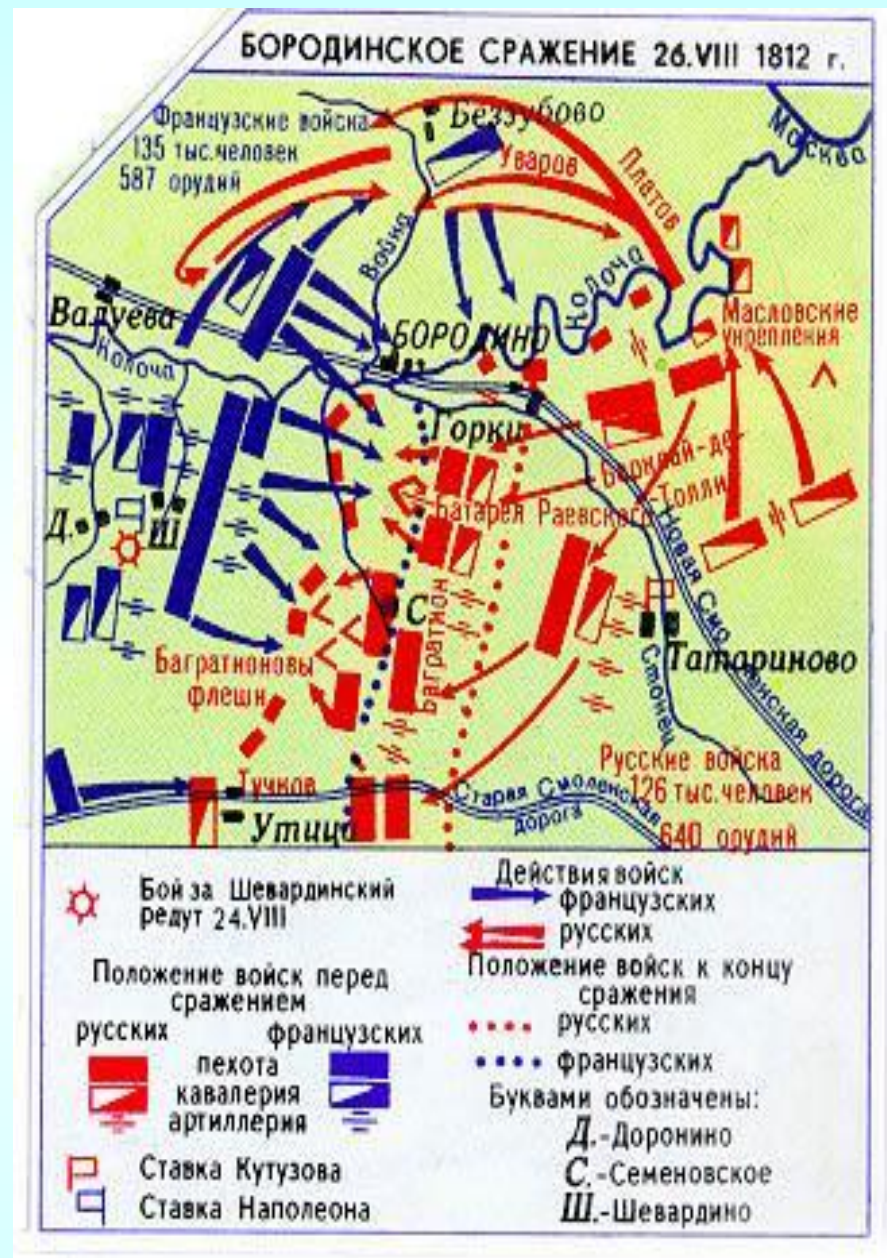 БОРОДИНСКОЕ СРАЖЕНИЕ 26.VIII 1812 г.
Французские войска
135 тыс.человек
587 орудий
Беззубово
Уваров
Платов
Москва
Война
Колоча
Валуева
Колоча
БОРОДИНО
Масловские
укрепления
Горки
Барклай-де-
Толли
Батарея Раевского
Д.
Ш
С
Багратион
Новая Смоленская дорога
Татариново
Стонец
Багратионовы
флеши
Русские войска
126 тыс.человек
640 орудий
Тучков
Утица
Старая Смоленская
дорога
Бой за Шевардинский
редут 24.VIII
Действия войск
французских
русских
Положение войск перед
сражением
русских французских
пехота
кавалерия
артиллерия
Ставка Кутузова
Ставка Наполеона
Положение войск к концу
сражения
русских
французских
Буквами обозначены:
Д.-Доронино
С.-Семеновское
Ш.-Шевардино